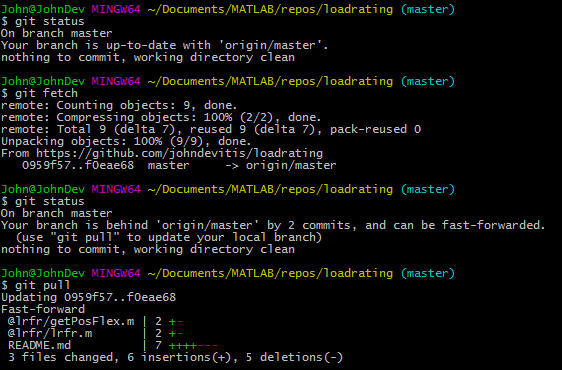 John@JohnDev MINGW64 ~/Documents/MATLAB/repos/loadrating (master)
$ git status
On branch master
Your branch is up-to-date with 'origin/master'.
nothing to commit, working directory clean
John@JohnDev MINGW64 ~/Documents/MATLAB/repos/loadrating (master)
$ git fetch
remote: Counting objects: 9, done.
remote: Compressing objects: 100% (2/2), done.
remote: Total 9 (delta 7), reused 9 (delta 7), pack-reused 0
Unpacking objects: 100% (9/9), done.
From https://github.com/johndevitis/loadrating
   0959f57..f0eae68  master     -> origin/master
John@JohnDev MINGW64 ~/Documents/MATLAB/repos/loadrating (master)
$ git status
On branch master
Your branch is behind 'origin/master' by 2 commits, and can be fast-forwarded.
  (use "git pull" to update your local branch)
nothing to commit, working directory clean
John@JohnDev MINGW64 ~/Documents/MATLAB/repos/loadrating (master)
$ git pull
Updating 0959f57..f0eae68
Fast-forward
 @lrfr/getPosFlex.m | 2 +-
 @lrfr/lrfr.m       | 2 +-
 README.md          | 7 ++++---
 3 files changed, 6 insertions(+), 5 deletions(-)